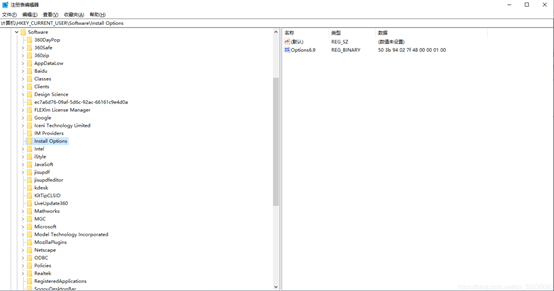 注册表编辑器
文件(F) 编辑(E) 查看(V) 收藏夹(A) 帮助(H)
计算机\HKEY_CURRENT_USER\Software\Install Options
Software
360DayPop
360Safe
360zip
AppDataLow
Baidu
Classes
Clients
Design Science
ec7a6d76-09af-5d6c-92ac-66161c9e4d0a
FLEXlm License Manager
Google
Iceni Technology Limited
IM Providers
Install Options
Intel
iStyle
JavaSoft
jisupdf
jisupdfeditor
kdesk
KitTipCLSID
LiveUpdate360
Mathworks
MGC
Microsoft
Model Technology Incorporated
MozillaPlugins
Netscape
ODBC
Policies
Realtek
RegisteredApplications
SogouDesktopBar
名称 类型 数据
(默认) REG_SZ (数值未设置)
Options6.9 REG_BINARY 50 3b 94 02 7f 48 00 00 01 00